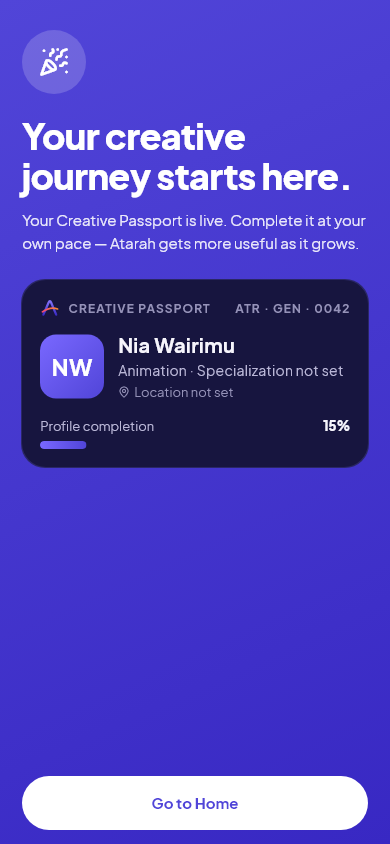 Your creative
journey starts here.
Your Creative Passport is live. Complete it at your
own pace — Atarah gets more useful as it grows.
CREATIVE PASSPORT ATR · GEN · 0042
NW
Nia Wairimu
Animation · Specialization not set
Location not set
Profile completion 15%
Go to Home